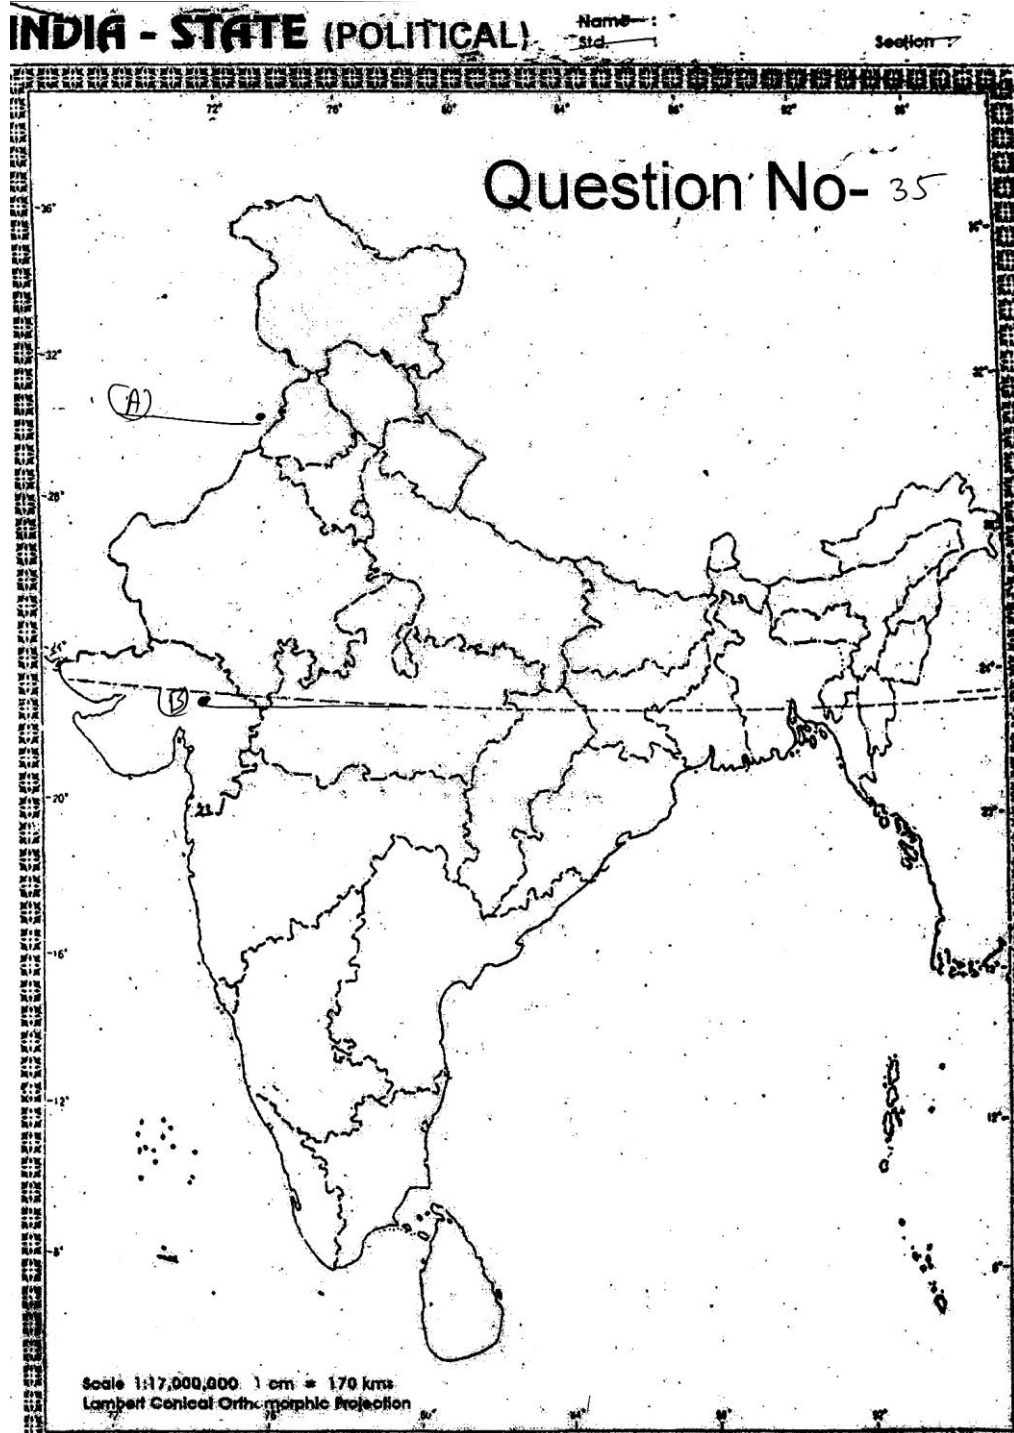 INDIA - STATE (POLITICAL)
Name :
Std. :
Section :
72° 76° 80° 84° 88° 92° 96°
Question No- 35
36°
32°
(A)
28°
24°
(B)
20°
16°
12°
8°
Scale 1:17,000,000 1 cm = 170 kms
Lambert Conical Orthomorphic Projection